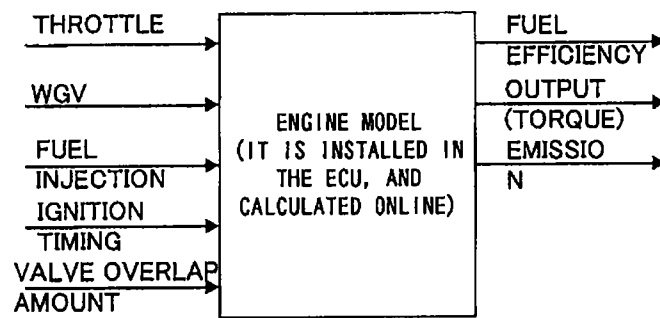 THROTTLE
WGV
FUEL
INJECTION
IGNITION
TIMING
VALVE OVERLAP
AMOUNT
ENGINE MODEL
(IT IS INSTALLED IN
THE ECU, AND
CALCULATED ONLINE)
FUEL
EFFICIENCY
OUTPUT
(TORQUE)
EMISSIO
N